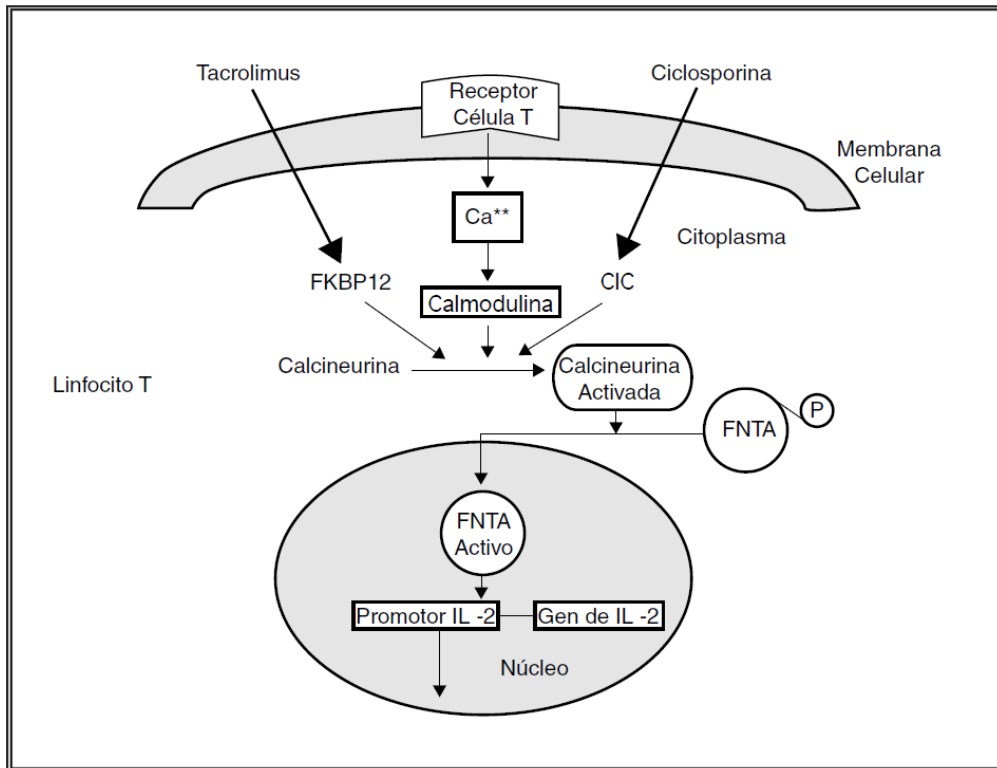 Tacrolimus
Receptor
Célula T
Ciclosporina
Membrana
Celular
Ca**
Citoplasma
FKBP12
Calmodulina
CIC
Calcineurina
Calcineurina
Activada
Linfocito T
FNTA
P
FNTA
Activo
Promotor IL -2
Gen de IL -2
Núcleo